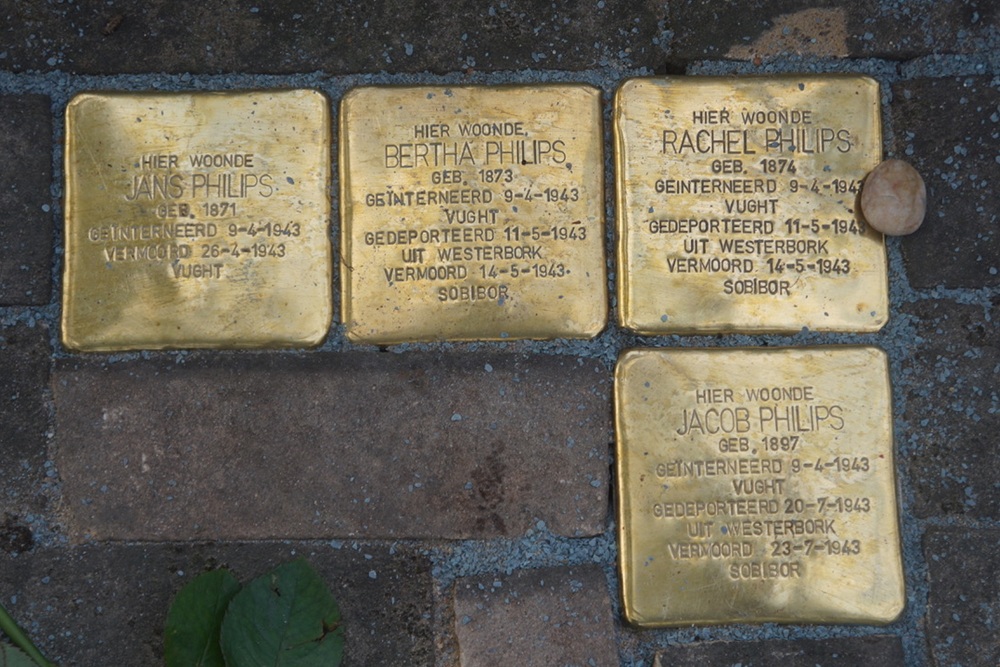 HIER WOONDE
JANS PHILIPS
GEB. 1871
GEÏNTERNEERD 9-4-1943
VERMOORD 26-4-1943
VUGHT
HIER WOONDE
BERTHA PHILIPS
GEB. 1873
GEÏNTERNEERD 9-4-1943
VUGHT
GEDEPORTEERD 11-5-1943
UIT WESTERBORK
VERMOORD 14-5-1943
SOBIBOR
HIER WOONDE
RACHEL PHILIPS
GEB. 1874
GEÏNTERNEERD 9-4-1943
VUGHT
GEDEPORTEERD 11-5-1943
UIT WESTERBORK
VERMOORD 14-5-1943
SOBIBOR
HIER WOONDE
JACOB PHILIPS
GEB. 1897
GEÏNTERNEERD 9-4-1943
VUGHT
GEDEPORTEERD 20-7-1943
UIT WESTERBORK
VERMOORD 23-7-1943
SOBIBOR